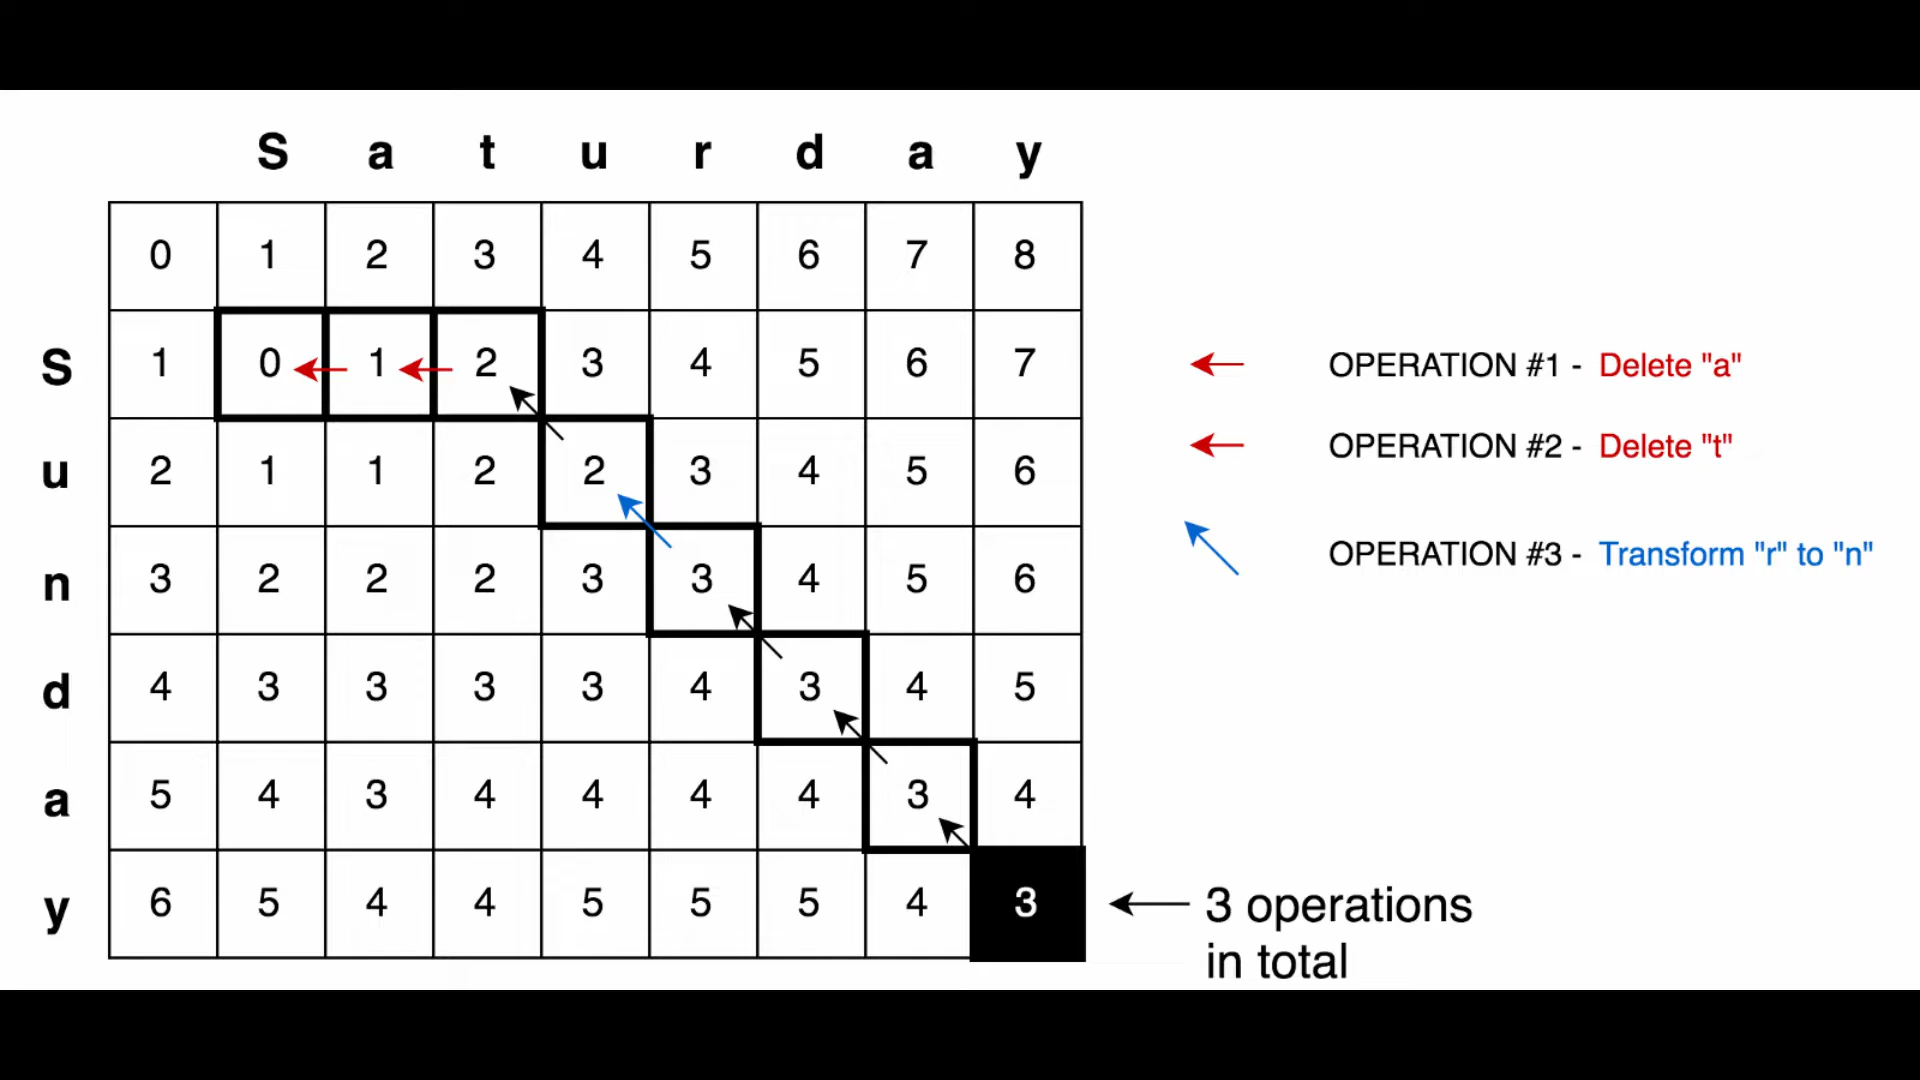 S a t u r d a y
0 1 2 3 4 5 6 7 8
S 1 0 1 2 3 4 5 6 7
u 2 1 1 2 2 3 4 5 6
n 3 2 2 2 3 3 4 5 6
d 4 3 3 3 3 4 3 4 5
a 5 4 3 4 4 4 4 3 4
y 6 5 4 4 5 5 5 4 3
OPERATION #1 - Delete "a"
OPERATION #2 - Delete "t"
OPERATION #3 - Transform "r" to "n"
3 operations
in total